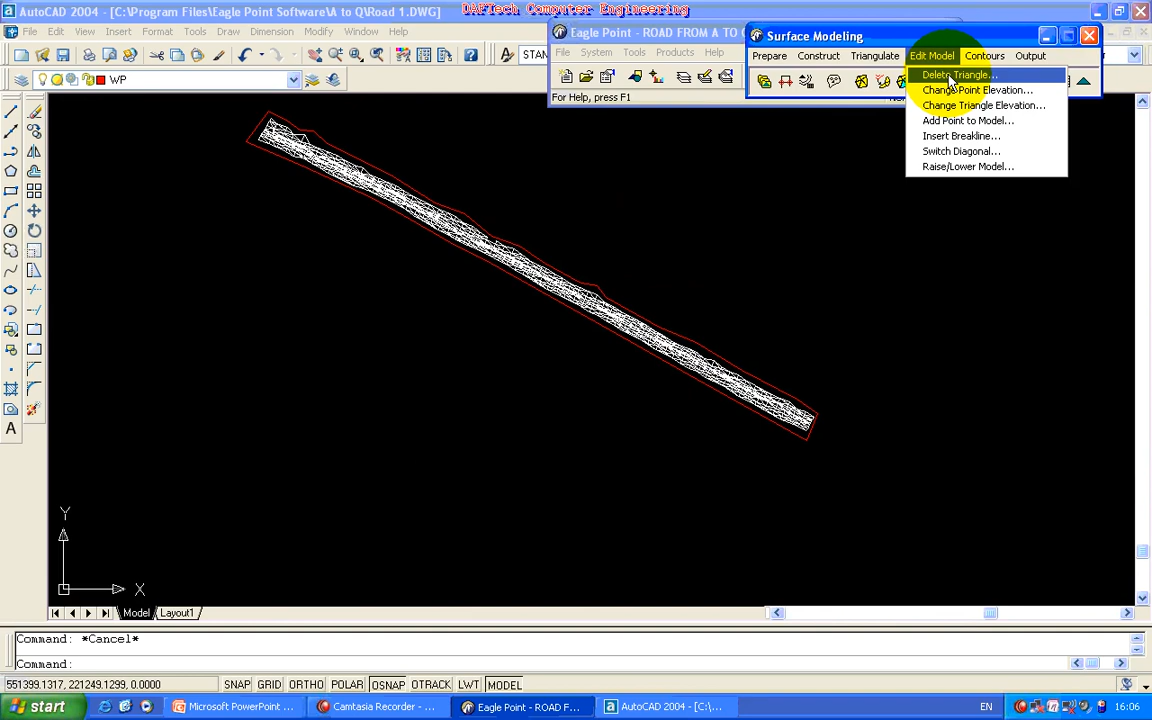 AutoCAD 2004 - [C:\Program Files\Eagle Point Software\A to Q\Road 1.DWG]
DAFTech Computer Engineering
File Edit View Insert Format Tools Draw Dimension Modify Window Help
STAN
WP
Eagle Point - ROAD FROM A TO
File System Tools Products Help
For Help, press F1
Surface Modeling
Prepare Construct Triangulate Edit Model Contours Output
Delete Triangle...
Change Point Elevation...
Change Triangle Elevation...
Add Point to Model...
Insert Breakline...
Switch Diagonal...
Raise/Lower Model...
A
Y
X
Model Layout1
Command: *Cancel*
Command:
551399.1317, 221249.1299, 0.0000 SNAP GRID ORTHO POLAR OSNAP OTRACK LWT MODEL
start Microsoft PowerPoint ... Camtasia Recorder - ... Eagle Point - ROAD F... AutoCAD 2004 - [C:\... EN 16:06